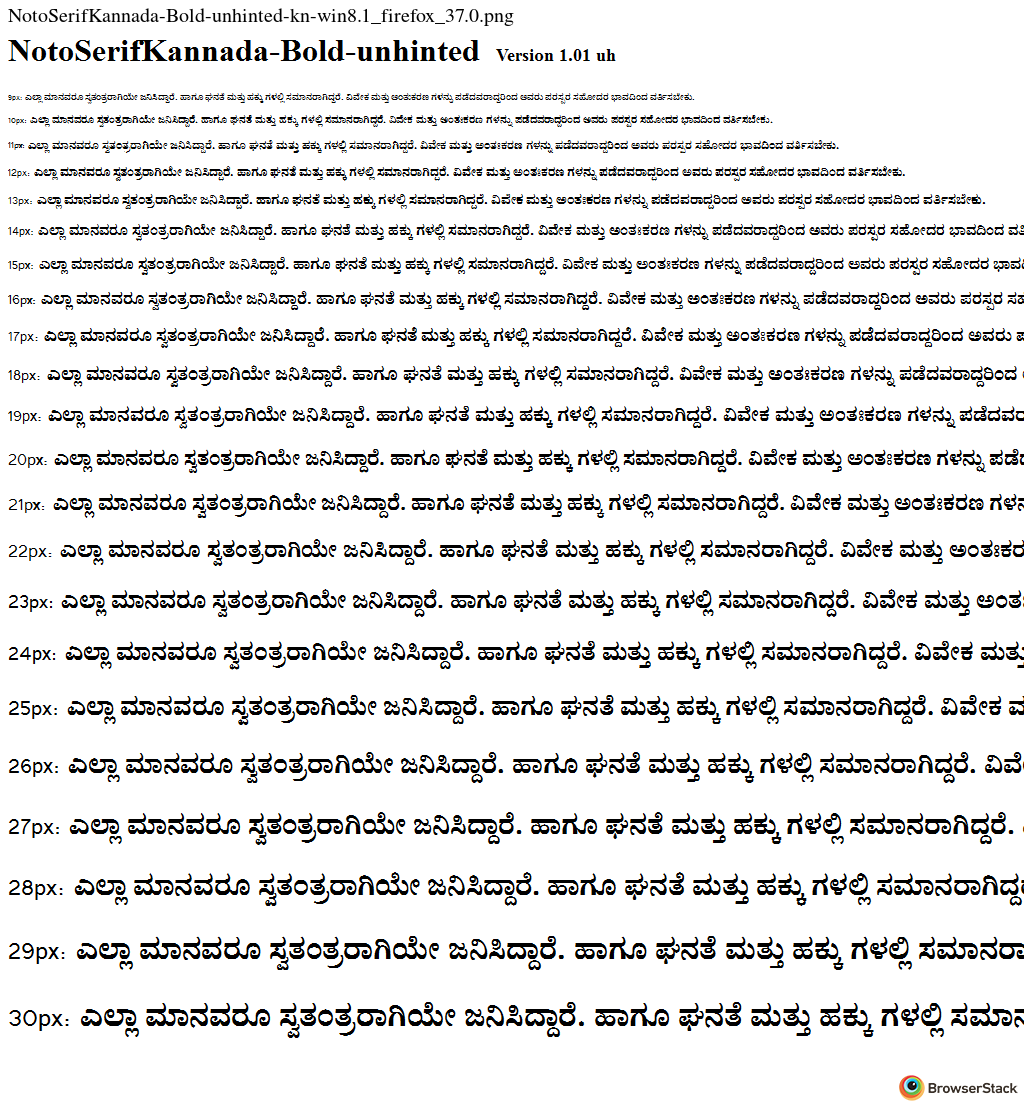 NotoSerifKannada-Bold-unhinted-kn-win8.1_firefox_37.0.png
NotoSerifKannada-Bold-unhinted Version 1.01 uh
9px: ಎಲ್ಲಾ ಮಾನವರೂ ಸ್ವತಂತ್ರರಾಗಿಯೇ ಜನಿಸಿದ್ದಾರೆ. ಹಾಗೂ ಘನತೆ ಮತ್ತು ಹಕ್ಕು ಗಳಲ್ಲಿ ಸಮಾನರಾಗಿದ್ದರೆ. ವಿವೇಕ ಮತ್ತು ಅಂತಃಕರಣ ಗಳನ್ನು ಪಡೆದವರಾದ್ದರಿಂದ ಅವರು ಪರಸ್ಪರ ಸಹೋದರ ಭಾವದಿಂದ ವರ್ತಿಸಬೇಕು.
10px: ಎಲ್ಲಾ ಮಾನವರೂ ಸ್ವತಂತ್ರರಾಗಿಯೇ ಜನಿಸಿದ್ದಾರೆ. ಹಾಗೂ ಘನತೆ ಮತ್ತು ಹಕ್ಕು ಗಳಲ್ಲಿ ಸಮಾನರಾಗಿದ್ದರೆ. ವಿವೇಕ ಮತ್ತು ಅಂತಃಕರಣ ಗಳನ್ನು ಪಡೆದವರಾದ್ದರಿಂದ ಅವರು ಪರಸ್ಪರ ಸಹೋದರ ಭಾವದಿಂದ ವರ್ತಿಸಬೇಕು.
11px: ಎಲ್ಲಾ ಮಾನವರೂ ಸ್ವತಂತ್ರರಾಗಿಯೇ ಜನಿಸಿದ್ದಾರೆ. ಹಾಗೂ ಘನತೆ ಮತ್ತು ಹಕ್ಕು ಗಳಲ್ಲಿ ಸಮಾನರಾಗಿದ್ದರೆ. ವಿವೇಕ ಮತ್ತು ಅಂತಃಕರಣ ಗಳನ್ನು ಪಡೆದವರಾದ್ದರಿಂದ ಅವರು ಪರಸ್ಪರ ಸಹೋದರ ಭಾವದಿಂದ ವರ್ತಿಸಬೇಕು.
12px: ಎಲ್ಲಾ ಮಾನವರೂ ಸ್ವತಂತ್ರರಾಗಿಯೇ ಜನಿಸಿದ್ದಾರೆ. ಹಾಗೂ ಘನತೆ ಮತ್ತು ಹಕ್ಕು ಗಳಲ್ಲಿ ಸಮಾನರಾಗಿದ್ದರೆ. ವಿವೇಕ ಮತ್ತು ಅಂತಃಕರಣ ಗಳನ್ನು ಪಡೆದವರಾದ್ದರಿಂದ ಅವರು ಪರಸ್ಪರ ಸಹೋದರ ಭಾವದಿಂದ ವರ್ತಿಸಬೇಕು.
13px: ಎಲ್ಲಾ ಮಾನವರೂ ಸ್ವತಂತ್ರರಾಗಿಯೇ ಜನಿಸಿದ್ದಾರೆ. ಹಾಗೂ ಘನತೆ ಮತ್ತು ಹಕ್ಕು ಗಳಲ್ಲಿ ಸಮಾನರಾಗಿದ್ದರೆ. ವಿವೇಕ ಮತ್ತು ಅಂತಃಕರಣ ಗಳನ್ನು ಪಡೆದವರಾದ್ದರಿಂದ ಅವರು ಪರಸ್ಪರ ಸಹೋದರ ಭಾವದಿಂದ ವರ್ತಿಸಬೇಕು.
14px: ಎಲ್ಲಾ ಮಾನವರೂ ಸ್ವತಂತ್ರರಾಗಿಯೇ ಜನಿಸಿದ್ದಾರೆ. ಹಾಗೂ ಘನತೆ ಮತ್ತು ಹಕ್ಕು ಗಳಲ್ಲಿ ಸಮಾನರಾಗಿದ್ದರೆ. ವಿವೇಕ ಮತ್ತು ಅಂತಃಕರಣ ಗಳನ್ನು ಪಡೆದವರಾದ್ದರಿಂದ ಅವರು ಪರಸ್ಪರ ಸಹೋದರ ಭಾವದಿಂದ
15px: ಎಲ್ಲಾ ಮಾನವರೂ ಸ್ವತಂತ್ರರಾಗಿಯೇ ಜನಿಸಿದ್ದಾರೆ. ಹಾಗೂ ಘನತೆ ಮತ್ತು ಹಕ್ಕು ಗಳಲ್ಲಿ ಸಮಾನರಾಗಿದ್ದರೆ. ವಿವೇಕ ಮತ್ತು ಅಂತಃಕರಣ ಗಳನ್ನು ಪಡೆದವರಾದ್ದರಿಂದ ಅವರು ಪರಸ್ಪರ ಸಹೋದರ
16px: ಎಲ್ಲಾ ಮಾನವರೂ ಸ್ವತಂತ್ರರಾಗಿಯೇ ಜನಿಸಿದ್ದಾರೆ. ಹಾಗೂ ಘನತೆ ಮತ್ತು ಹಕ್ಕು ಗಳಲ್ಲಿ ಸಮಾನರಾಗಿದ್ದರೆ. ವಿವೇಕ ಮತ್ತು ಅಂತಃಕರಣ ಗಳನ್ನು ಪಡೆದವರಾದ್ದರಿಂದ ಅವರು ಪರಸ್ಪರ
17px: ಎಲ್ಲಾ ಮಾನವರೂ ಸ್ವತಂತ್ರರಾಗಿಯೇ ಜನಿಸಿದ್ದಾರೆ. ಹಾಗೂ ಘನತೆ ಮತ್ತು ಹಕ್ಕು ಗಳಲ್ಲಿ ಸಮಾನರಾಗಿದ್ದರೆ. ವಿವೇಕ ಮತ್ತು ಅಂತಃಕರಣ ಗಳನ್ನು ಪಡೆದವರಾದ್ದರಿಂದ ಅವರು
18px: ಎಲ್ಲಾ ಮಾನವರೂ ಸ್ವತಂತ್ರರಾಗಿಯೇ ಜನಿಸಿದ್ದಾರೆ. ಹಾಗೂ ಘನತೆ ಮತ್ತು ಹಕ್ಕು ಗಳಲ್ಲಿ ಸಮಾನರಾಗಿದ್ದರೆ. ವಿವೇಕ ಮತ್ತು ಅಂತಃಕರಣ ಗಳನ್ನು ಪಡೆದವರಾದ್ದರಿಂದ
19px: ಎಲ್ಲಾ ಮಾನವರೂ ಸ್ವತಂತ್ರರಾಗಿಯೇ ಜನಿಸಿದ್ದಾರೆ. ಹಾಗೂ ಘನತೆ ಮತ್ತು ಹಕ್ಕು ಗಳಲ್ಲಿ ಸಮಾನರಾಗಿದ್ದರೆ. ವಿವೇಕ ಮತ್ತು ಅಂತಃಕರಣ ಗಳನ್ನು ಪಡೆದವರ
20px: ಎಲ್ಲಾ ಮಾನವರೂ ಸ್ವತಂತ್ರರಾಗಿಯೇ ಜನಿಸಿದ್ದಾರೆ. ಹಾಗೂ ಘನತೆ ಮತ್ತು ಹಕ್ಕು ಗಳಲ್ಲಿ ಸಮಾನರಾಗಿದ್ದರೆ. ವಿವೇಕ ಮತ್ತು ಅಂತಃಕರಣ ಗಳನ್ನು ಪಡೆ
21px: ಎಲ್ಲಾ ಮಾನವರೂ ಸ್ವತಂತ್ರರಾಗಿಯೇ ಜನಿಸಿದ್ದಾರೆ. ಹಾಗೂ ಘನತೆ ಮತ್ತು ಹಕ್ಕು ಗಳಲ್ಲಿ ಸಮಾನರಾಗಿದ್ದರೆ. ವಿವೇಕ ಮತ್ತು ಅಂತಃಕರಣ
22px: ಎಲ್ಲಾ ಮಾನವರೂ ಸ್ವತಂತ್ರರಾಗಿಯೇ ಜನಿಸಿದ್ದಾರೆ. ಹಾಗೂ ಘನತೆ ಮತ್ತು ಹಕ್ಕು ಗಳಲ್ಲಿ ಸಮಾನರಾಗಿದ್ದರೆ. ವಿವೇಕ ಮತ್ತು ಅಂತಃಕರ
23px: ಎಲ್ಲಾ ಮಾನವರೂ ಸ್ವತಂತ್ರರಾಗಿಯೇ ಜನಿಸಿದ್ದಾರೆ. ಹಾಗೂ ಘನತೆ ಮತ್ತು ಹಕ್ಕು ಗಳಲ್ಲಿ ಸಮಾನರಾಗಿದ್ದರೆ. ವಿವೇಕ ಮತ್ತು ಅಂತಃ
24px: ಎಲ್ಲಾ ಮಾನವರೂ ಸ್ವತಂತ್ರರಾಗಿಯೇ ಜನಿಸಿದ್ದಾರೆ. ಹಾಗೂ ಘನತೆ ಮತ್ತು ಹಕ್ಕು ಗಳಲ್ಲಿ ಸಮಾನರಾಗಿದ್ದರೆ. ವಿವೇಕ ಮತ್ತು
25px: ಎಲ್ಲಾ ಮಾನವರೂ ಸ್ವತಂತ್ರರಾಗಿಯೇ ಜನಿಸಿದ್ದಾರೆ. ಹಾಗೂ ಘನತೆ ಮತ್ತು ಹಕ್ಕು ಗಳಲ್ಲಿ ಸಮಾನರಾಗಿದ್ದರೆ. ವಿವೇಕ
26px: ಎಲ್ಲಾ ಮಾನವರೂ ಸ್ವತಂತ್ರರಾಗಿಯೇ ಜನಿಸಿದ್ದಾರೆ. ಹಾಗೂ ಘನತೆ ಮತ್ತು ಹಕ್ಕು ಗಳಲ್ಲಿ ಸಮಾನರಾಗಿದ್ದರೆ. ವಿವೇ
27px: ಎಲ್ಲಾ ಮಾನವರೂ ಸ್ವತಂತ್ರರಾಗಿಯೇ ಜನಿಸಿದ್ದಾರೆ. ಹಾಗೂ ಘನತೆ ಮತ್ತು ಹಕ್ಕು ಗಳಲ್ಲಿ ಸಮಾನರಾಗಿದ್ದರೆ.
28px: ಎಲ್ಲಾ ಮಾನವರೂ ಸ್ವತಂತ್ರರಾಗಿಯೇ ಜನಿಸಿದ್ದಾರೆ. ಹಾಗೂ ಘನತೆ ಮತ್ತು ಹಕ್ಕು ಗಳಲ್ಲಿ ಸಮಾನರಾಗಿದ್ದ
29px: ಎಲ್ಲಾ ಮಾನವರೂ ಸ್ವತಂತ್ರರಾಗಿಯೇ ಜನಿಸಿದ್ದಾರೆ. ಹಾಗೂ ಘನತೆ ಮತ್ತು ಹಕ್ಕು ಗಳಲ್ಲಿ ಸಮಾನರಾ
30px: ಎಲ್ಲಾ ಮಾನವರೂ ಸ್ವತಂತ್ರರಾಗಿಯೇ ಜನಿಸಿದ್ದಾರೆ. ಹಾಗೂ ಘನತೆ ಮತ್ತು ಹಕ್ಕು ಗಳಲ್ಲಿ ಸಮಾನ
BrowserStack